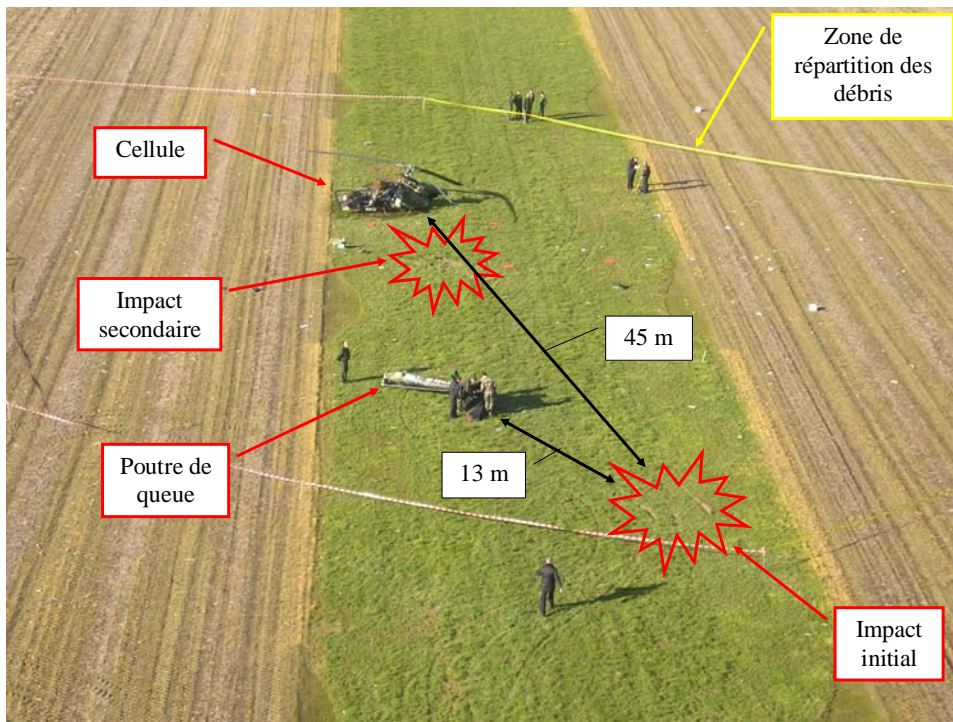 Zone de
répartition des
débris
Cellule
Impact
secondaire
45 m
Poutre de
queue
13 m
Impact
initial